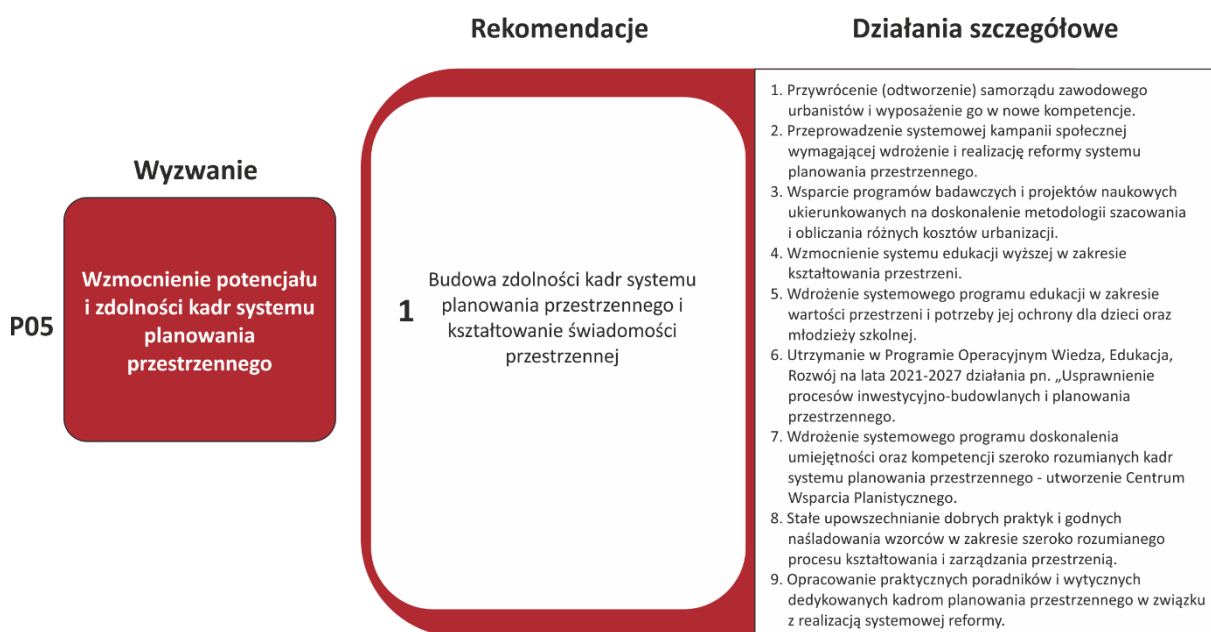 Rekomendacje
Działania szczegółowe
Wyzwanie
P05
Wzmocnienie potencjału
i zdolności kadr systemu
planowania
przestrzennego
1
Budowa zdolności kadr systemu
planowania przestrzennego i
kształtowanie świadomości
przestrzennej
1. Przywrócenie (odtworzenie) samorządu zawodowego
urbanistów i wyposażenie go w nowe kompetencje.
2. Przeprowadzenie systemowej kampanii społecznej
wymagającej wdrożenie i realizację reformy systemu
planowania przestrzennego.
3. Wsparcie programów badawczych i projektów naukowych
ukierunkowanych na doskonalenie metodologii szacowania
i obliczania różnych kosztów urbanizacji.
4. Wzmocnienie systemu edukacji wyższej w zakresie
kształtowania przestrzeni.
5. Wdrożenie systemowego programu edukacji w zakresie
wartości przestrzeni i potrzeby jej ochrony dla dzieci oraz
młodzieży szkolnej.
6. Utrzymanie w Programie Operacyjnym Wiedza, Edukacja,
Rozwój na lata 2021-2027 działania pn. „Usprawnienie
procesów inwestycyjno-budowlanych i planowania
przestrzennego.
7. Wdrożenie systemowego programu doskonalenia
umiejętności oraz kompetencji szeroko rozumianych kadr
systemu planowania przestrzennego - utworzenie Centrum
Wsparcia Planistycznego.
8. Stałe upowszechnianie dobrych praktyk i godnych
naśladowania wzorców w zakresie szeroko rozumianego
procesu kształtowania i zarządzania przestrzenią.
9. Opracowanie praktycznych poradników i wytycznych
dedykowanych kadrom planowania przestrzennego w związku
z realizacją systemowej reformy.